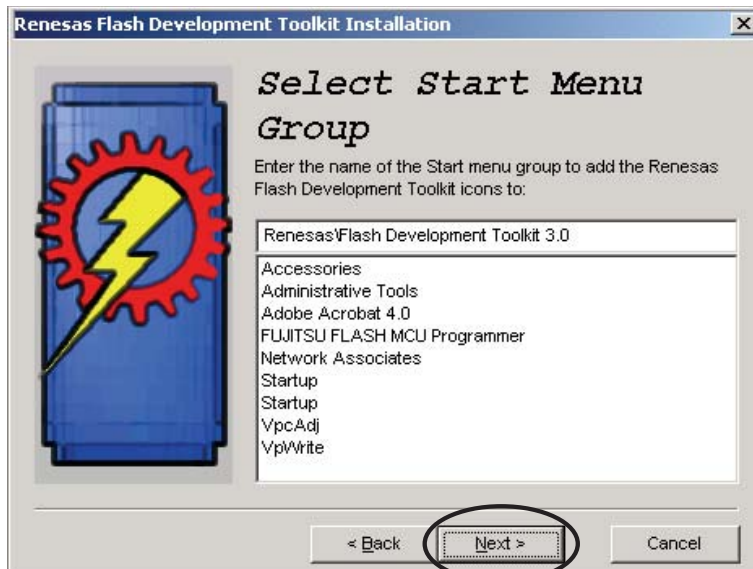 Renesas Flash Development Toolkit Installation
Select Start Menu
Group
Enter the name of the Start menu group to add the Renesas
Flash Development Toolkit icons to:
Renesas\Flash Development Toolkit 3.0
Accessories
Administrative Tools
Adobe Acrobat 4.0
FUJITSU FLASH MCU Programmer
Network Associates
Startup
Startup
VpcAdj
VpWrite
< Back
Next >
Cancel